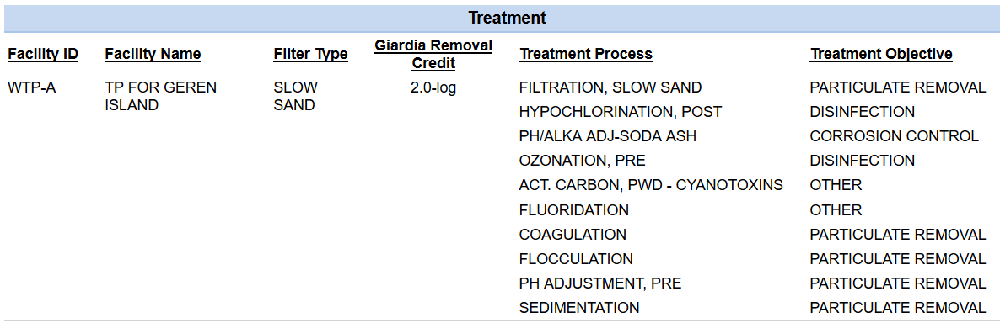 Treatment
Facility ID Facility Name Filter Type Giardia Removal Credit Treatment Process Treatment Objective
WTP-A TP FOR GEREN ISLAND SLOW SAND 2.0-log FILTRATION, SLOW SAND PARTICULATE REMOVAL
HYPOCHLORINATION, POST DISINFECTION
PH/ALKA ADJ-SODA ASH CORROSION CONTROL
OZONATION, PRE DISINFECTION
ACT. CARBON, PWD - CYANOTOXINS OTHER
FLUORIDATION OTHER
COAGULATION PARTICULATE REMOVAL
FLOCCULATION PARTICULATE REMOVAL
PH ADJUSTMENT, PRE PARTICULATE REMOVAL
SEDIMENTATION PARTICULATE REMOVAL